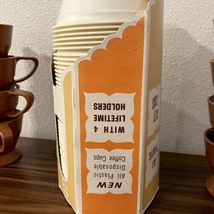 NEW
All Plastic
Disposable
Coffee Cups
WITH 4
LIFETIME
HOLDERS